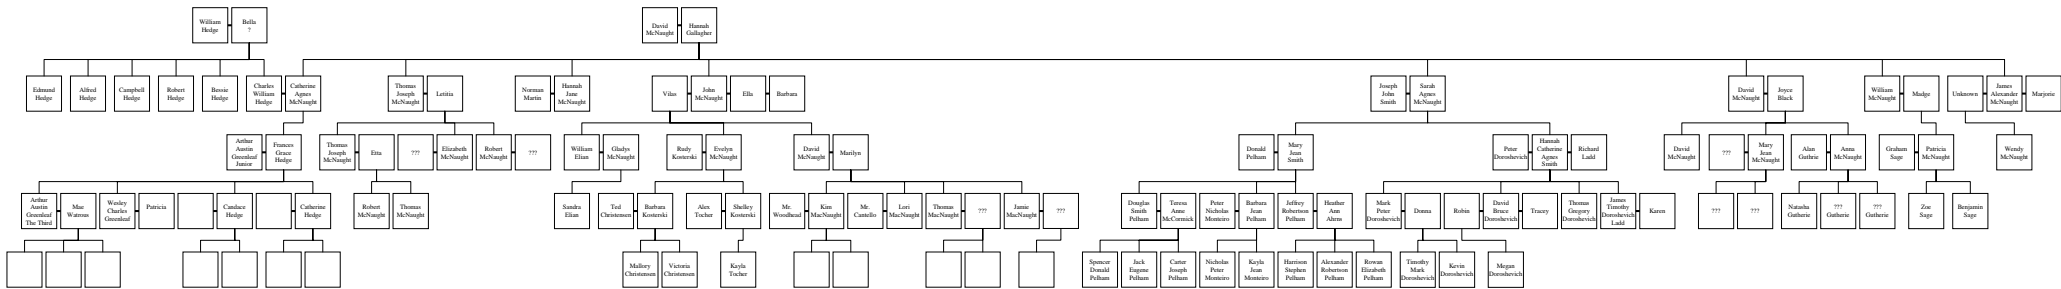 William
Hedge
Bella
?
David
McNaught
Hannah
Gallagher
Edmund
Hedge
Alfred
Hedge
Campbell
Hedge
Robert
Hedge
Bessie
Hedge
Charles
William
Hedge
Catherine
Agnes
McNaught
Thomas
Joseph
McNaught
Letitia
Norman
Martin
Hannah
Jane
McNaught
Vilas
John
McNaught
Ella
Barbara
Joseph
John
Smith
Sarah
Agnes
McNaught
David
McNaught
Joyce
Black
William
McNaught
Madge
Unknown
James
Alexander
McNaught
Marjorie
Arthur
Austin
Greenleaf
Junior
Frances
Grace
Hedge
Thomas
Joseph
McNaught
Etta
???
Elizabeth
McNaught
Robert
McNaught
???
William
Elian
Gladys
McNaught
Rudy
Kosterski
Evelyn
McNaught
David
McNaught
Marilyn
Donald
Pelham
Mary
Jean
Smith
Peter
Doroshevich
Hannah
Catherine
Agnes
Smith
Richard
Ladd
David
McNaught
???
Mary
Jean
McNaught
Alan
Guthrie
Anna
McNaught
Graham
Sage
Patricia
McNaught
Wendy
McNaught
Arthur
Austin
Greenleaf
The Third
Mae
Watrous
Wesley
Charles
Greenleaf
Patricia
Candace
Hedge
Catherine
Hedge
Robert
McNaught
Thomas
McNaught
Sandra
Elian
Ted
Christensen
Barbara
Kosterski
Alex
Tocher
Shelley
Kosterski
Mr.
Woodhead
Kim
MacNaught
Mr.
Cantello
Lori
MacNaught
Thomas
MacNaught
???
Jamie
MacNaught
???
Douglas
Smith
Pelham
Teresa
Anne
McCormick
Peter
Nicholas
Monteiro
Barbara
Jean
Pelham
Jeffrey
Robertson
Pelham
Heather
Ann
Ahrns
Mark
Peter
Doroshevich
Donna
Robin
David
Bruce
Doroshevich
Tracey
Thomas
Gregory
Doroshevich
James
Timothy
Doroshevich
Ladd
Karen
???
???
Natasha
Gutherie
???
Gutherie
???
Gutherie
Zoe
Sage
Benjamin
Sage
Mallory
Christensen
Victoria
Christensen
Kayla
Tocher
Spencer
Donald
Pelham
Jack
Eugene
Pelham
Carter
Joseph
Pelham
Nicholas
Peter
Monteiro
Kayla
Jean
Monteiro
Harrison
Stephen
Pelham
Alexander
Robertson
Pelham
Rowan
Elizabeth
Pelham
Timothy
Mark
Doroshevich
Kevin
Doroshevich
Megan
Doroshevich